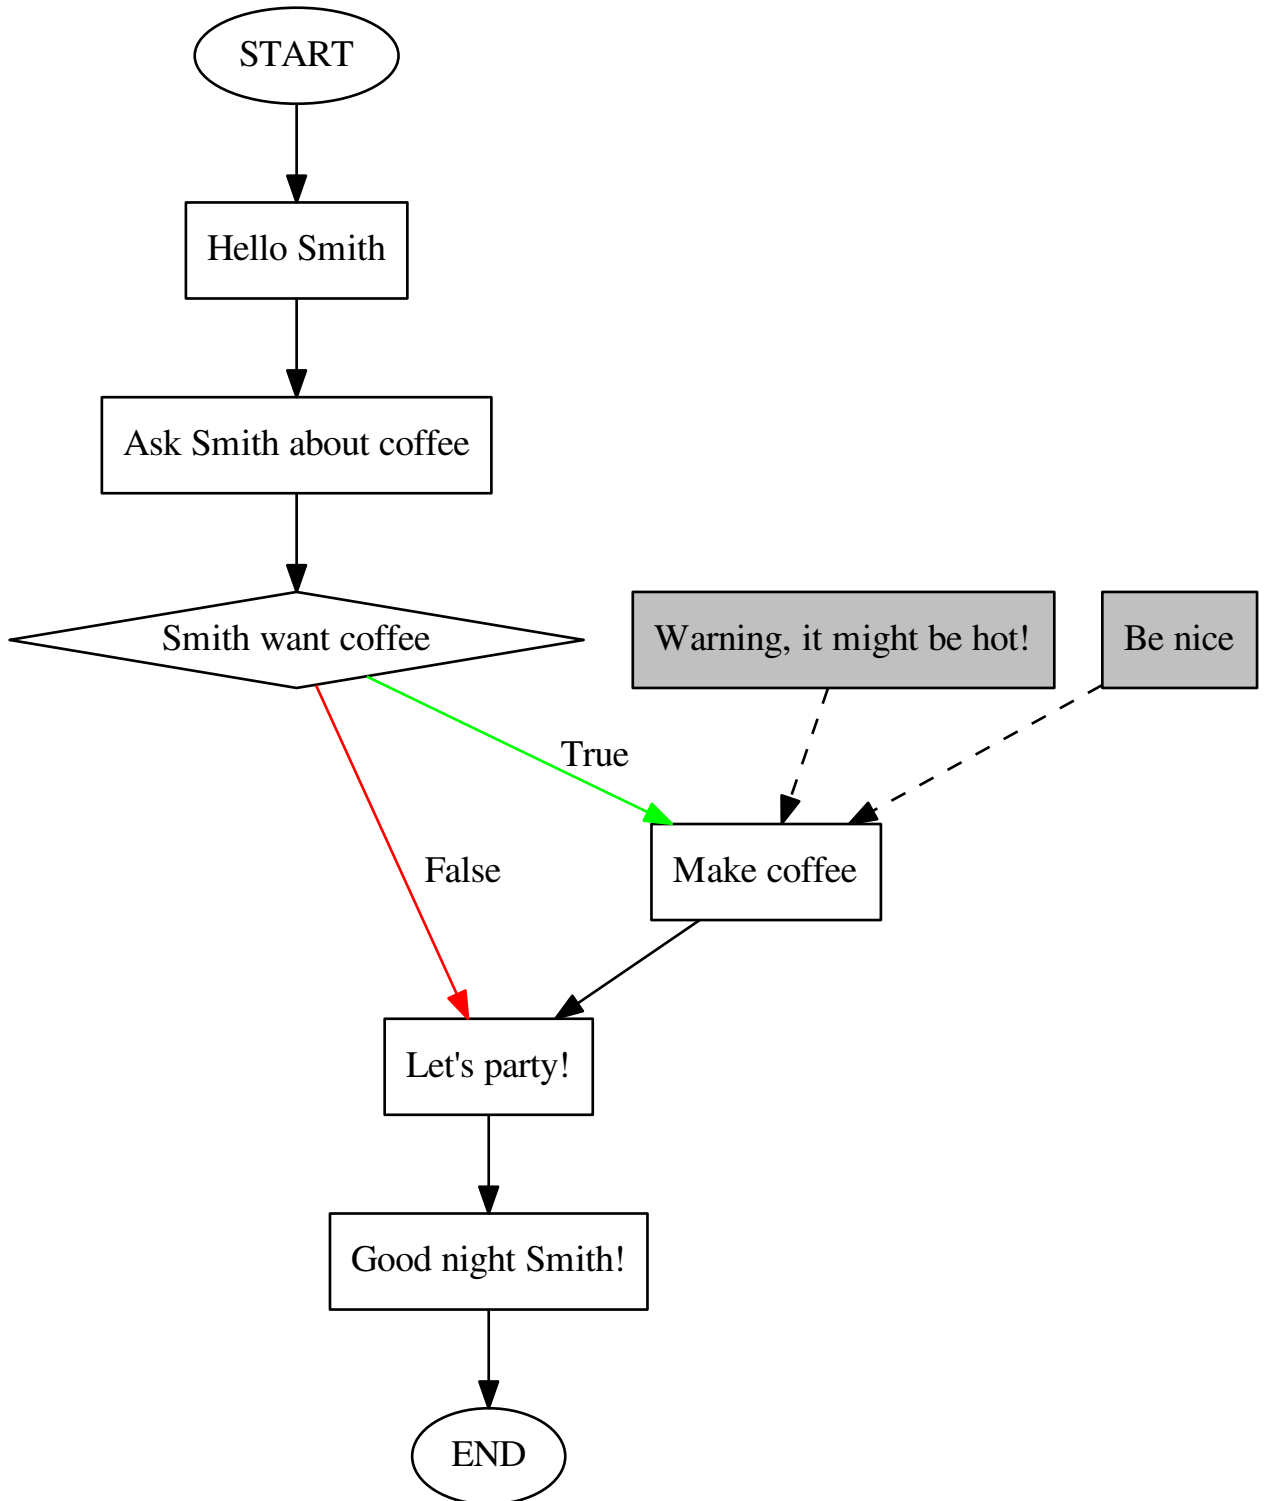 START
Hello Smith
Ask Smith about coffee
Smith want coffee
Warning, it might be hot!
Be nice
True
False
Make coffee
Let's party!
Good night Smith!
END